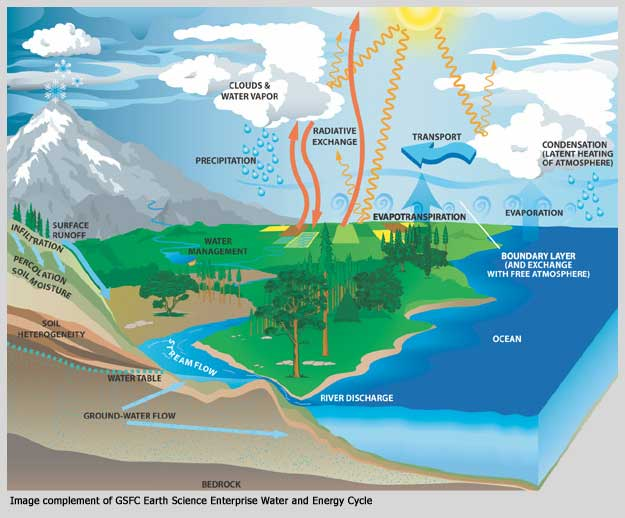 CLOUDS &
WATER VAPOR
RADIATIVE
EXCHANGE
TRANSPORT
CONDENSATION
(LATENT HEATING
OF ATMOSPHERE)
PRECIPITATION
EVAPOTRANSPIRATION
EVAPORATION
SURFACE
RUNOFF
INFILTRATION
WATER
MANAGEMENT
BOUNDARY LAYER
(AND EXCHANGE
WITH FREE ATMOSPHERE)
PERCOLATION
SOIL MOISTURE
SOIL
HETEROGENEITY
OCEAN
STREAM FLOW
WATER TABLE
RIVER DISCHARGE
GROUND-WATER FLOW
BEDROCK
Image complement of GSFC Earth Science Enterprise Water and Energy Cycle